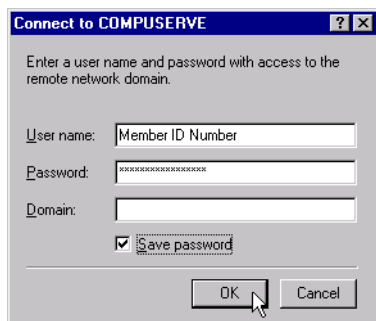 Connect to COMPUSERVE
Enter a user name and password with access to the
remote network domain.
User name: Member ID Number
Password: ****************
Domain:
Save password
OK Cancel